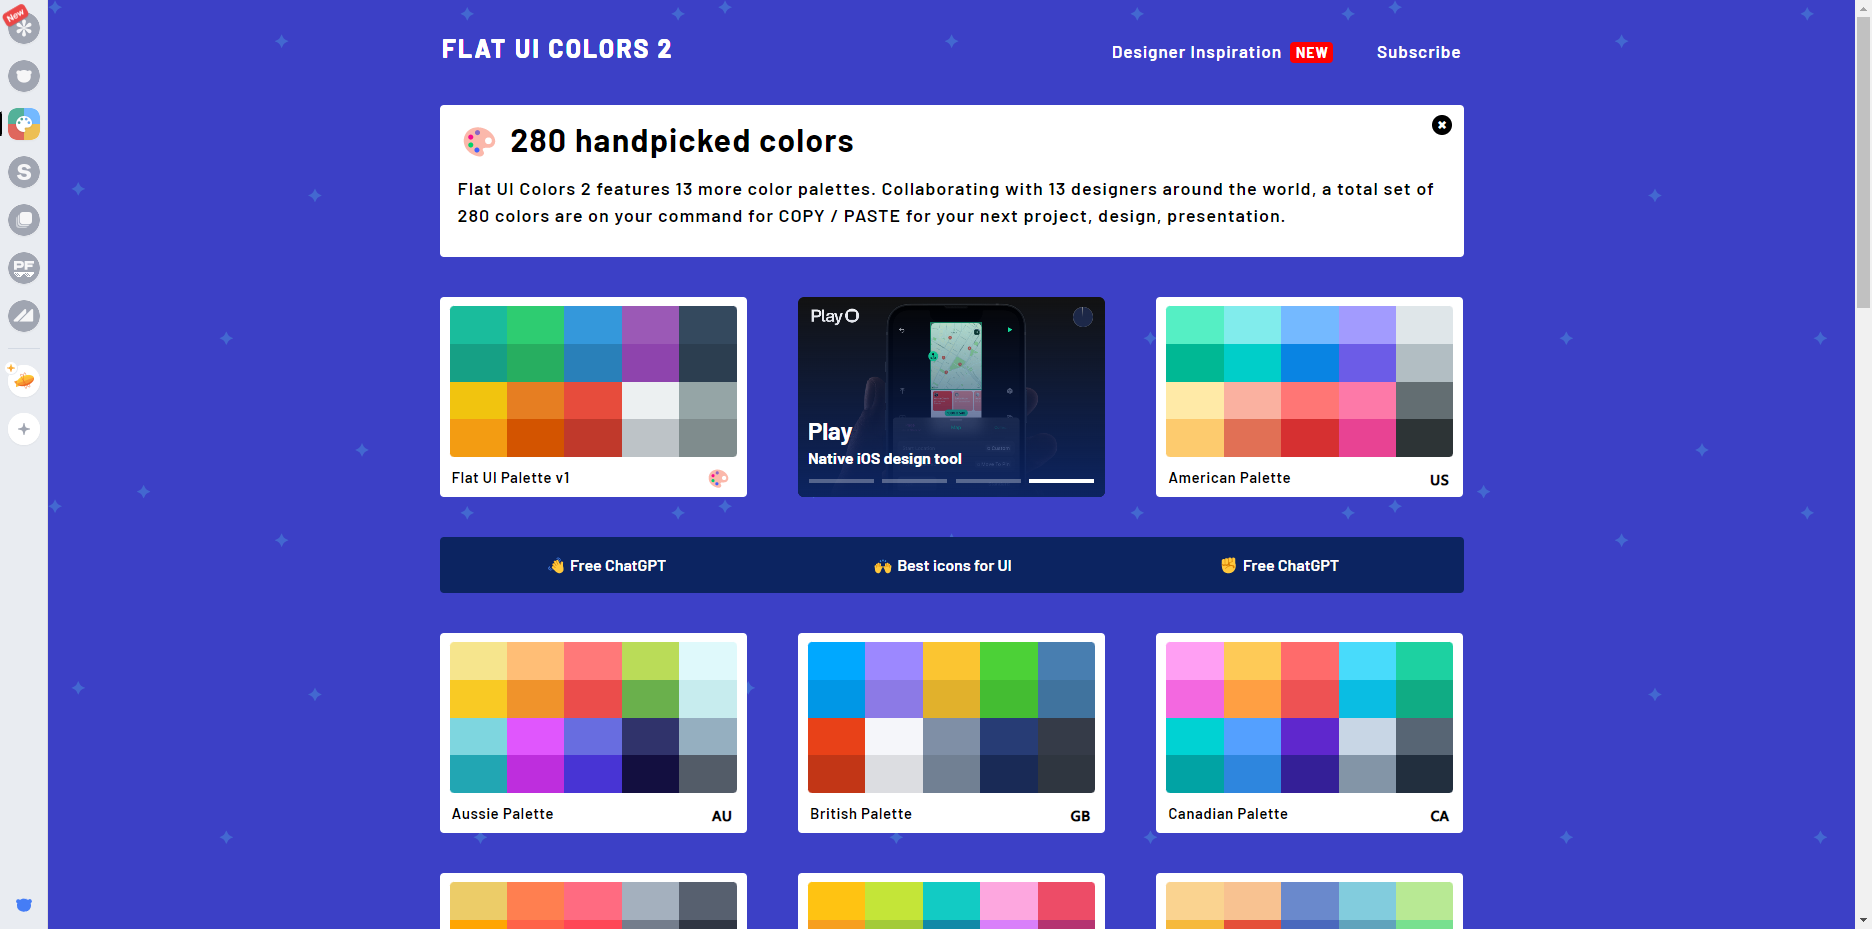 New
FLAT UI COLORS 2
Designer Inspiration NEW
Subscribe
280 handpicked colors
Flat UI Colors 2 features 13 more color palettes. Collaborating with 13 designers around the world, a total set of
280 colors are on your command for COPY / PASTE for your next project, design, presentation.
S
PF
Play
Play
Native iOS design tool
Flat UI Palette v1
American Palette
US
Free ChatGPT
Best icons for UI
Free ChatGPT
Aussie Palette
AU
British Palette
GB
Canadian Palette
CA